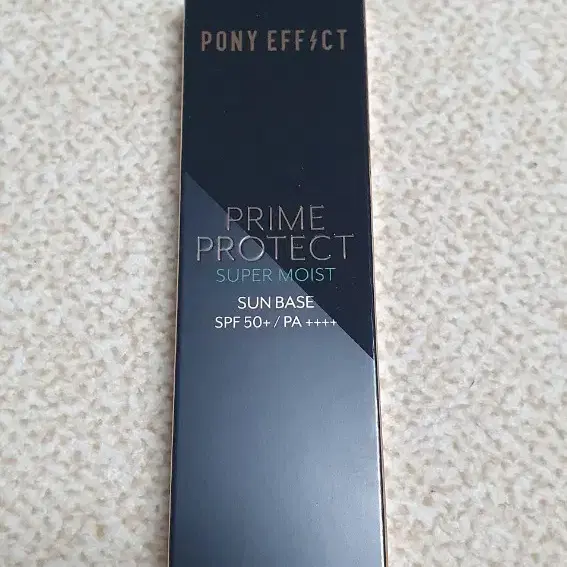 PONY EFFECT
PRIME
PROTECT
SUPER MOIST
SUN BASE
SPF 50+ / PA ++++